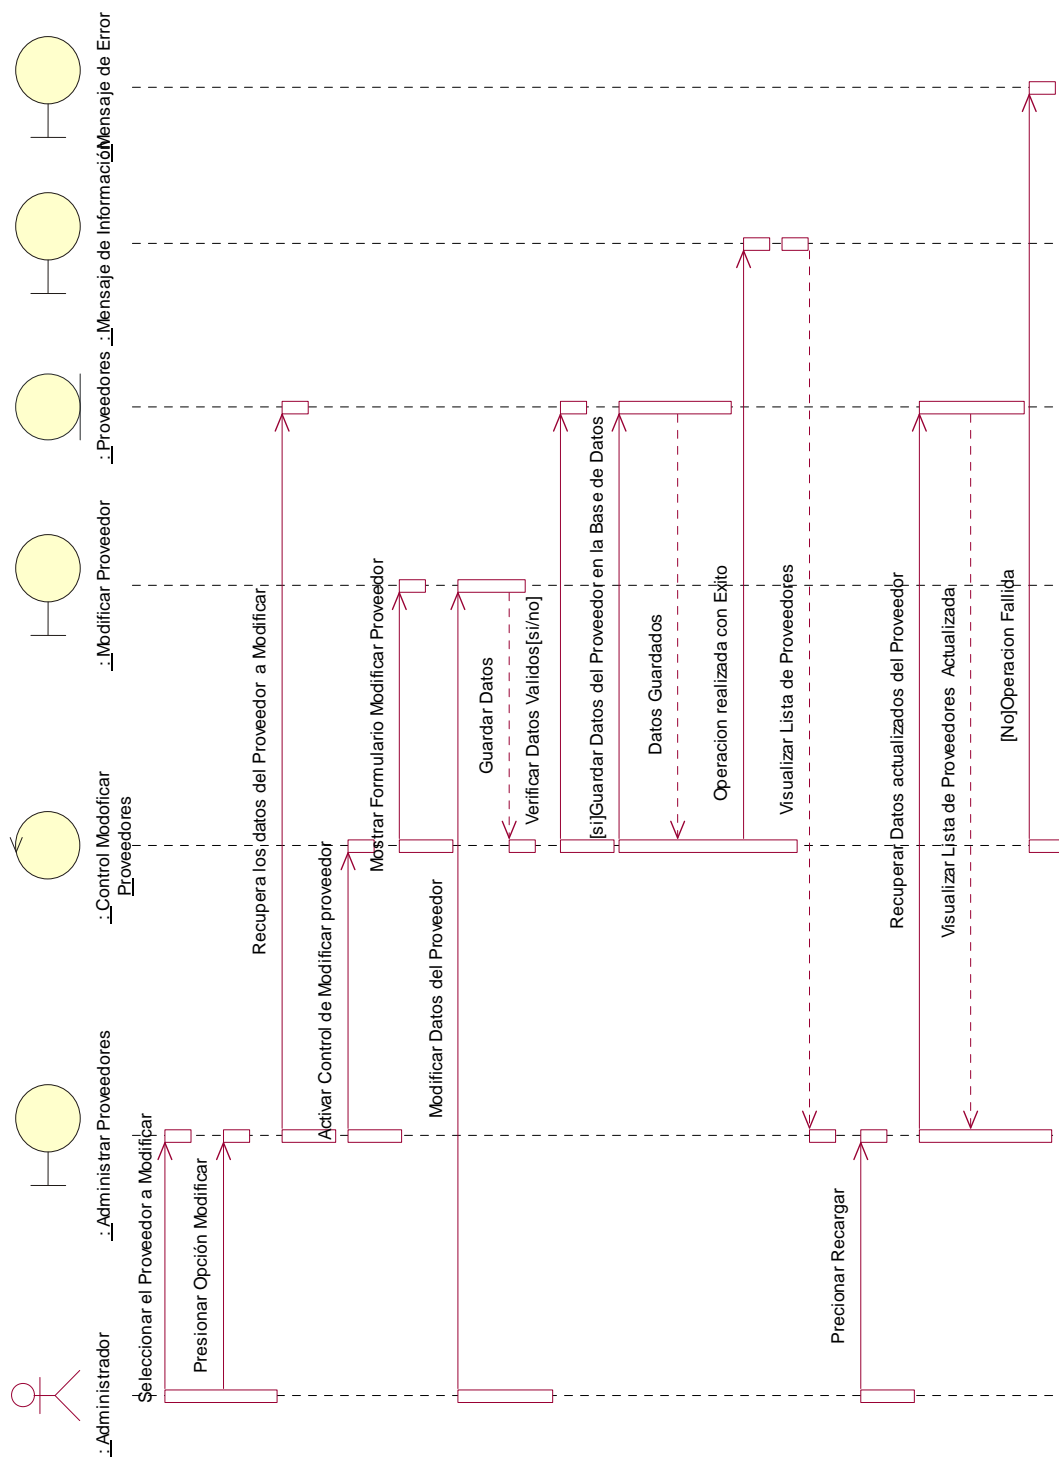 : Administrador
: Administrar Proveedores
: Control Modoficar
Proveedores
: Modificar Proveedor
: Proveedores
: Mensaje de Información
: Mensaje de Error
Seleccionar el Proveedor a Modificar
Presionar Opción Modificar
Recupera los datos del Proveedor a Modificar
Activar Control de Modificar proveedor
Mostrar Formulario Modificar Proveedor
Modificar Datos del Proveedor
Guardar Datos
Verificar Datos Validos[si/no]
[si]Guardar Datos del Proveedor en la Base de Datos
Datos Guardados
Operacion realizada con Exito
Visualizar Lista de Proveedores
Precionar Recargar
Recuperar Datos actualizados del Proveedor
Visualizar Lista de Proveedores Actualizada
[No]Operacion Fallida